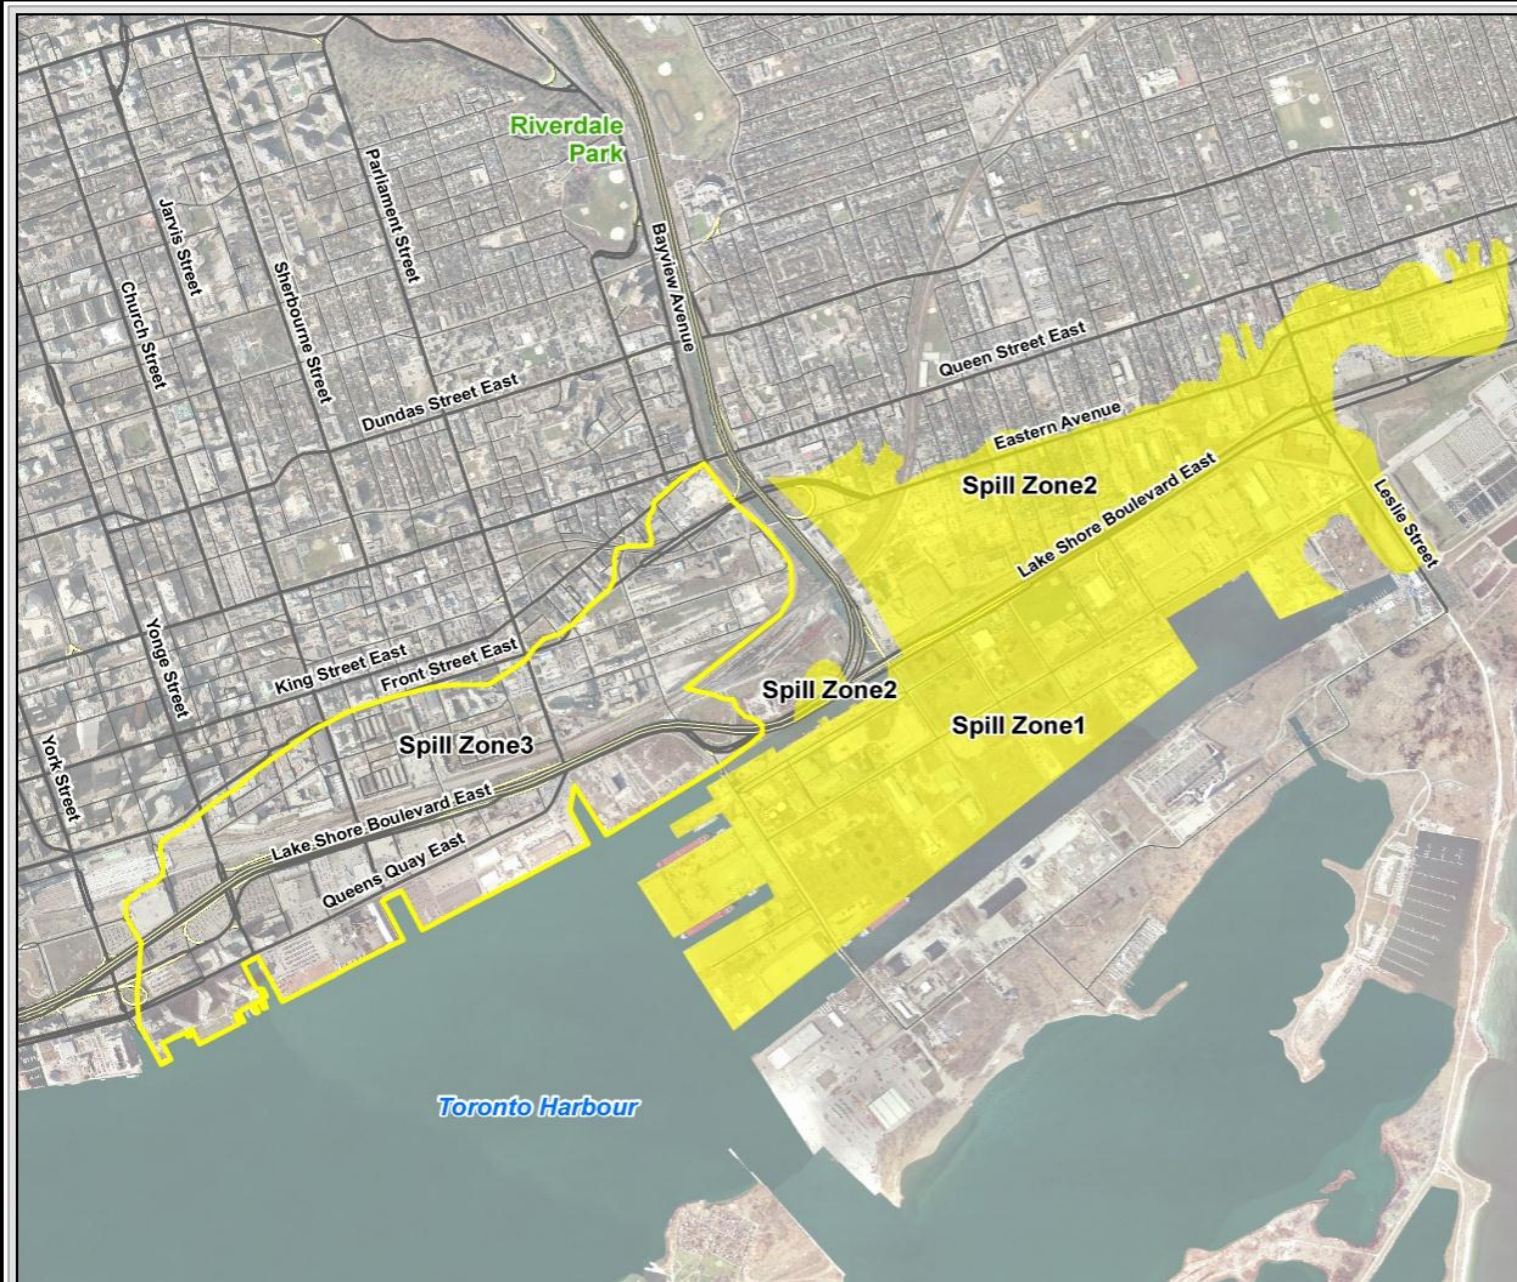 Riverdale
Park
Parliament Street
Jarvis Street
Bayview Avenue
Sherbourne Street
Church Street
Queen Street East
Dundas Street East
Eastern Avenue
Spill Zone2
Lake Shore Boulevard East
Leslie Street
Yonge Street
King Street East
Front Street East
Spill Zone2
Spill Zone1
Spill Zone3
York Street
Lake Shore Boulevard East
Queens Quay East
Toronto Harbour